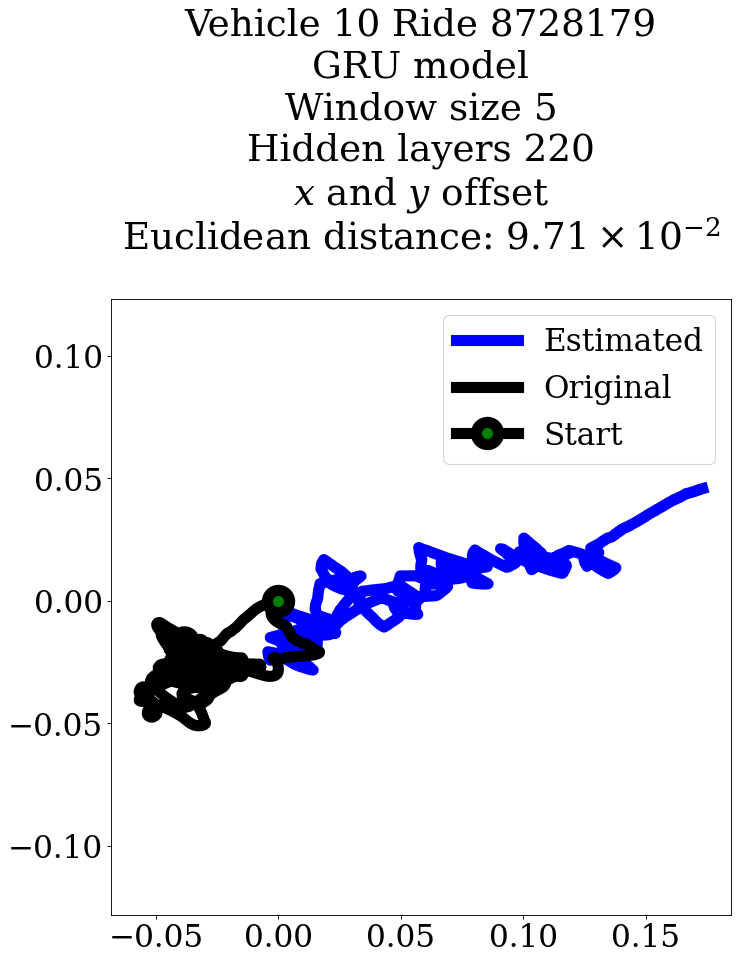 Vehicle 10 Ride 8728179
GRU model
Window size 5
Hidden layers 220
x and y offset
Euclidean distance: 9.71 × 10⁻²
Estimated
Original
Start
0.10
0.05
0.00
−0.05
−0.10
−0.05 0.00 0.05 0.10 0.15